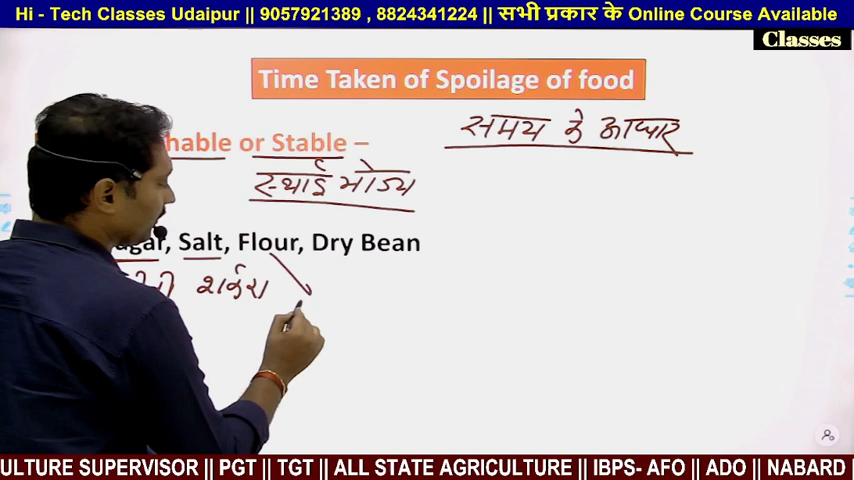 Hi - Tech Classes Udaipur || 9057921389 , 8824341224 || सभी प्रकार के Online Course Available
Classes
Time Taken of Spoilage of food
समय के आधार
hable or Stable –
स्थाई भोज्य
gar, Salt, Flour, Dry Bean
शर्करा
ULTURE SUPERVISOR || PGT || TGT || ALL STATE AGRICULTURE || IBPS- AFO || ADO || NABARD